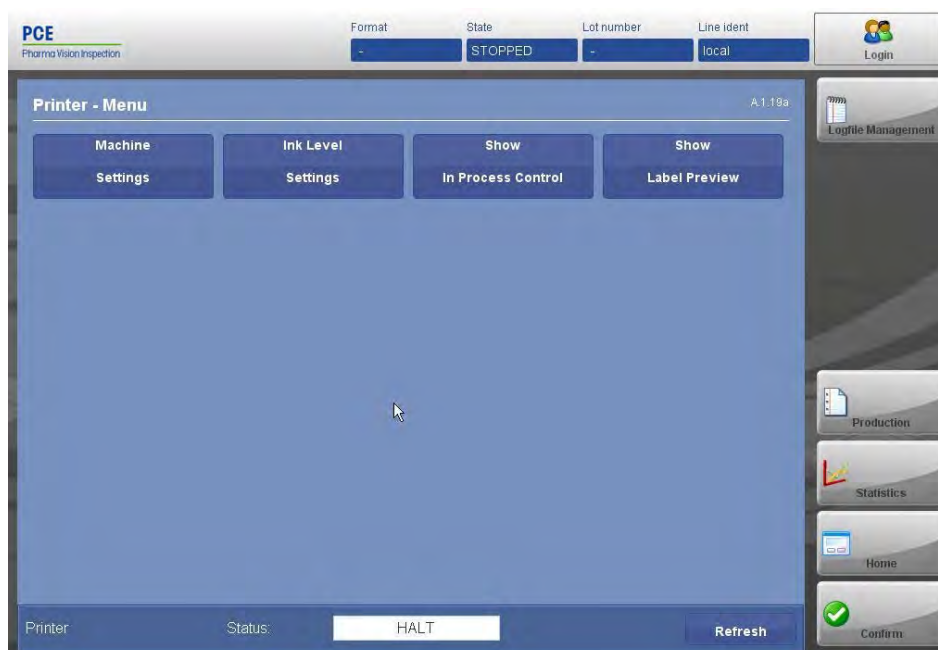 PCE
Pharma Vision Inspection
Format
State
Lot number
Line ident
-
STOPPED
-
local
Login
Printer - Menu
A.1.19a
Logfile Management
Machine
Settings
Ink Level
Settings
Show
In Process Control
Show
Label Preview
Production
Statistics
Home
Printer
Status:
HALT
Refresh
Confirm